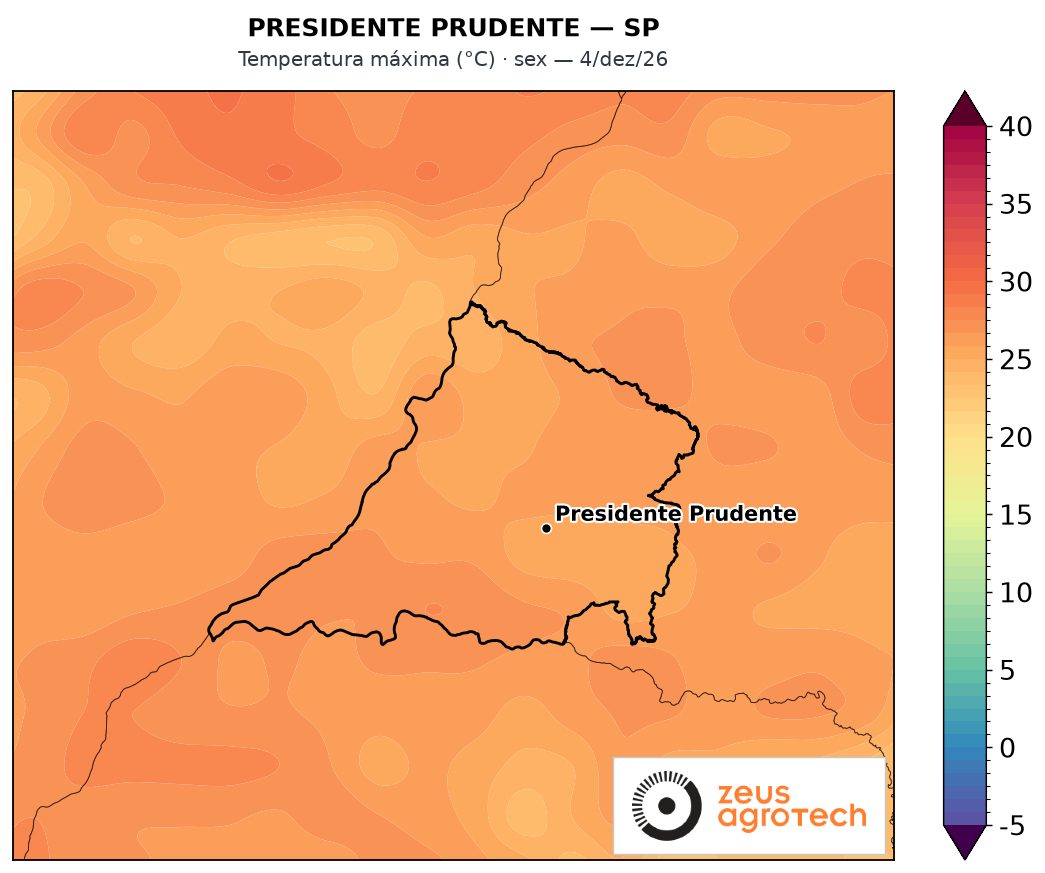 PRESIDENTE PRUDENTE — SP
Temperatura máxima (°C) · sex — 4/dez/26
40
35
30
25
20
15
10
5
0
-5
Presidente Prudente
zeus
agrotech